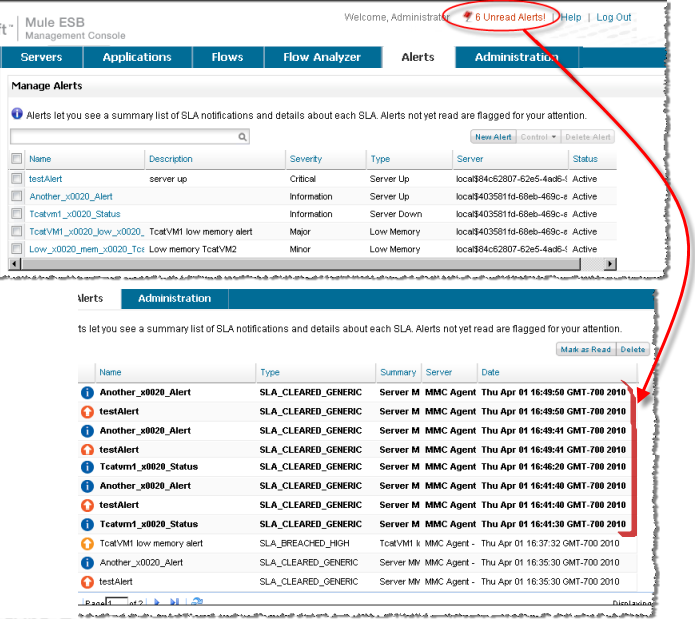 ft™ Mule ESB Welcome, Administrator 6 Unread Alerts! | Help | Log Out
Management Console
Servers Applications Flows Flow Analyzer Alerts Administration
Manage Alerts
Alerts let you see a summary list of SLA notifications and details about each SLA. Alerts not yet read are flagged for your attention.
New Alert Control Delete Alert
Name Description Severity Type Server Status
testAlert server up Critical Server Up local$84c62807-62e5-4ad6-9 Active
Another_x0020_Alert Information Server Up local$403581fd-68eb-469c-a Active
Tcatvm1_x0020_Status Information Server Down local$403581fd-68eb-469c-a Active
TcatVM1_x0020_low_x0020_ TcatVM1 low memory alert Major Low Memory local$403581fd-68eb-469c-a Active
Low_x0020_mem_x0020_Tca Low memory TcatVM2 Minor Low Memory local$84c62807-62e5-4ad6-9 Active
Alerts Administration
ts let you see a summary list of SLA notifications and details about each SLA. Alerts not yet read are flagged for your attention.
Mark as Read Delete
Name Type Summary Server Date
Another_x0020_Alert SLA_CLEARED_GENERIC Server M MMC Agent Thu Apr 01 16:49:50 GMT-700 2010
testAlert SLA_CLEARED_GENERIC Server M MMC Agent Thu Apr 01 16:49:50 GMT-700 2010
Another_x0020_Alert SLA_CLEARED_GENERIC Server M MMC Agent Thu Apr 01 16:49:41 GMT-700 2010
testAlert SLA_CLEARED_GENERIC Server M MMC Agent Thu Apr 01 16:49:41 GMT-700 2010
Tcatvm1_x0020_Status SLA_CLEARED_GENERIC Server M MMC Agent Thu Apr 01 16:46:20 GMT-700 2010
Another_x0020_Alert SLA_CLEARED_GENERIC Server M MMC Agent Thu Apr 01 16:41:40 GMT-700 2010
testAlert SLA_CLEARED_GENERIC Server M MMC Agent Thu Apr 01 16:41:40 GMT-700 2010
Tcatvm1_x0020_Status SLA_CLEARED_GENERIC Server M MMC Agent Thu Apr 01 16:41:30 GMT-700 2010
TcatVM1 low memory alert SLA_BREACHED_HIGH TcatVM1 k MMC Agent - Thu Apr 01 16:37:32 GMT-700 2010
Another_x0020_Alert SLA_CLEARED_GENERIC Server MM MMC Agent - Thu Apr 01 16:35:30 GMT-700 2010
testAlert SLA_CLEARED_GENERIC Server MM MMC Agent - Thu Apr 01 16:35:30 GMT-700 2010
Page 1 of 2 Displaying